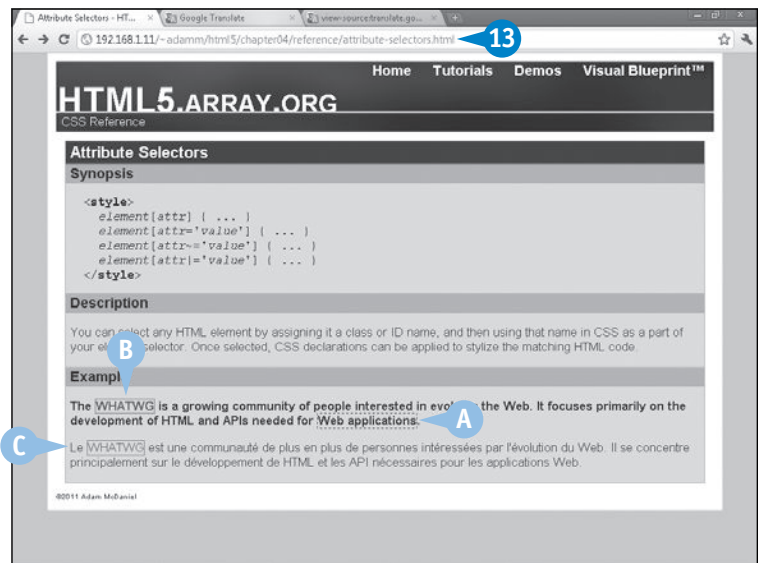 Attribute Selectors - HT...
Google Translate
view-source:translate.go...
192.168.1.11/~adamm/html5/chapter04/reference/attribute-selectors.html
13
Home Tutorials Demos Visual Blueprint™
HTML5.ARRAY.ORG
CSS Reference
Attribute Selectors
Synopsis
<style>
element[attr] { ... }
element[attr='value'] { ... }
element[attr~='value'] { ... }
element[attr|='value'] { ... }
</style>
Description
You can select any HTML element by assigning it a class or ID name, and then using that name in CSS as a part of
your selector. Once selected, CSS declarations can be applied to stylize the matching HTML code.
B
Exampl
The WHATWG is a growing community of people interested in the Web. It focuses primarily on the
development of HTML and APIs needed for Web applications.
A
C
Le WHATWG est une communauté de plus en plus de personnes intéressées par l'évolution du Web. Il se concentre
principalement sur le développement de HTML et les API nécessaires pour les applications Web.
©2011 Adam McDaniel